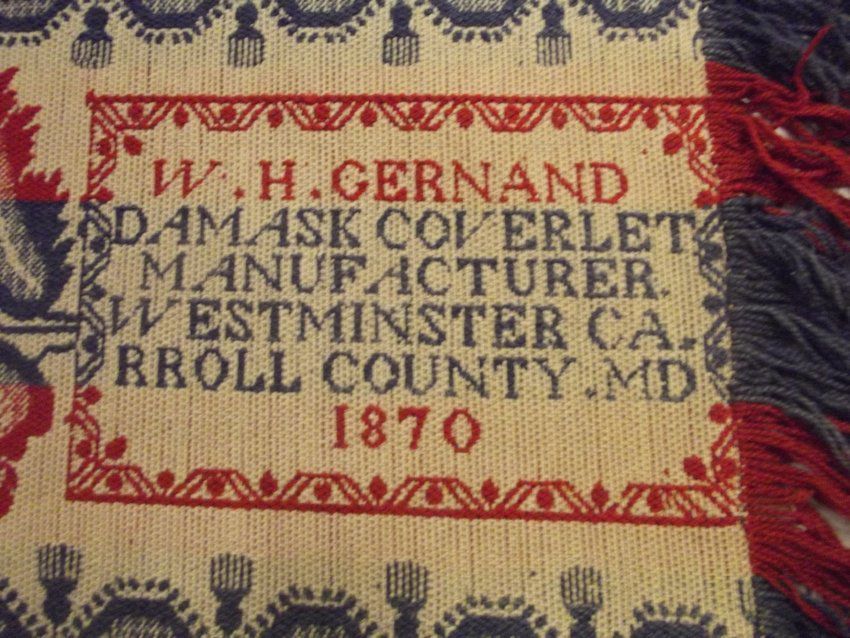 W. H. GERNAND
DAMASK COVERLET
MANUFACTURER.
WESTMINSTER CA.
RROLL COUNTY. MD
1870